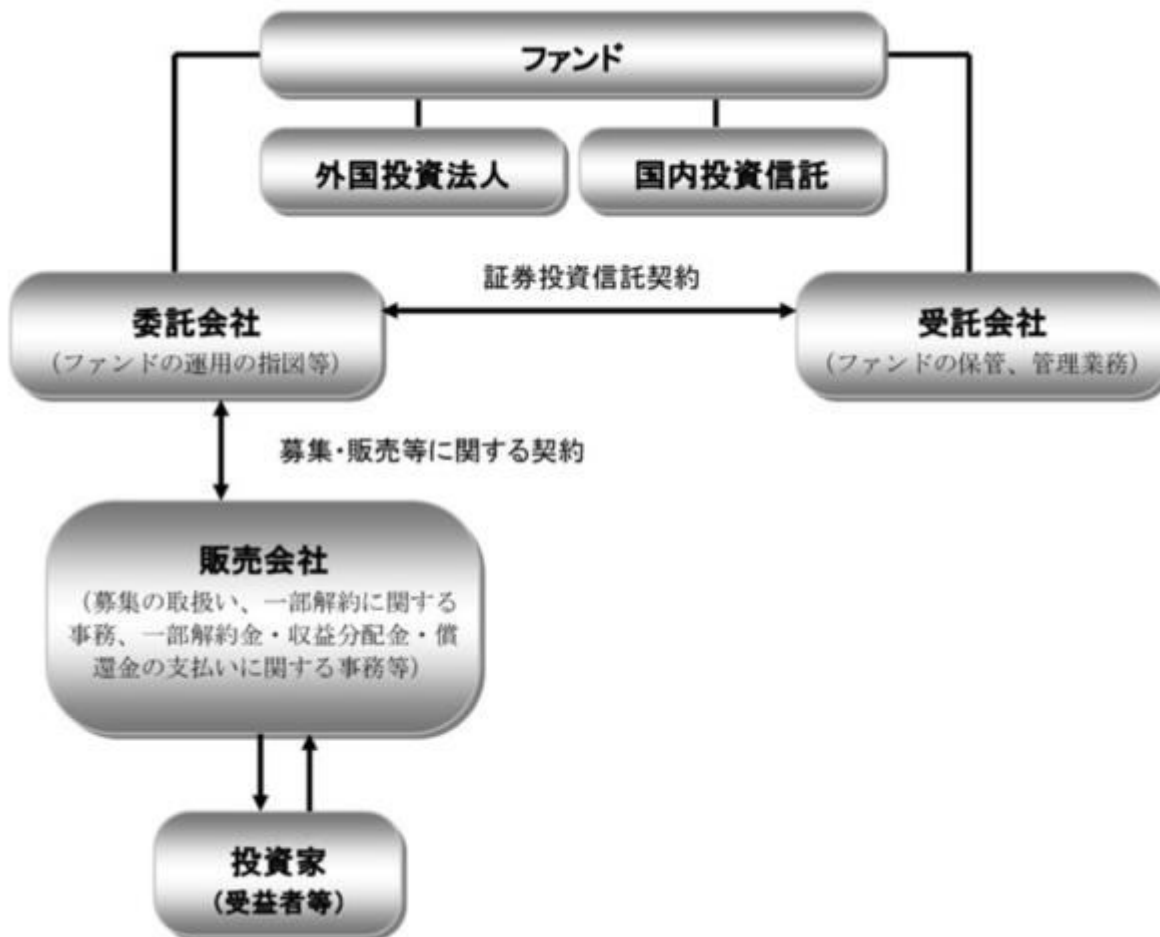 ファンド
外国投資法人
国内投資信託
証券投資信託契約
委託会社
(ファンドの運用の指図等)
受託会社
(ファンドの保管、管理業務)
募集・販売等に関する契約
販売会社
(募集の取扱い、一部解約に関する
事務、一部解約金・収益分配金・償
還金の支払いに関する事務等)
投資家
(受益者等)